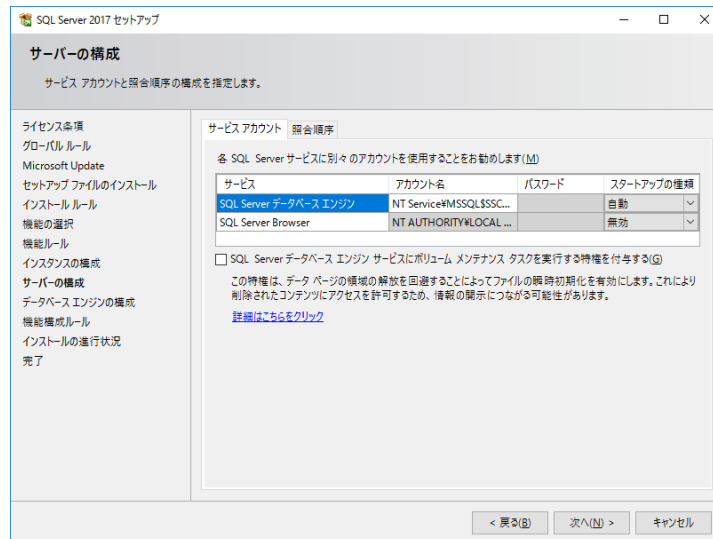 SQL Server 2017 セットアップ
サーバーの構成
サービス アカウントと照合順序の構成を指定します。
ライセンス条項
グローバル ルール
Microsoft Update
セットアップ ファイルのインストール
インストール ルール
機能の選択
機能ルール
インスタンスの構成
サーバーの構成
データベース エンジンの構成
機能構成ルール
インストールの進行状況
完了
サービス アカウント 照合順序
各 SQL Server サービスに別々のアカウントを使用することをお勧めします(M)
サービス アカウント名 パスワード スタートアップの種類
SQL Server データベース エンジン NT Service¥MSSQL$SSC... 自動
SQL Server Browser NT AUTHORITY¥LOCAL ... 無効
SQL Server データベース エンジン サービスにボリューム メンテナンス タスクを実行する特権を付与する(G)
この特権は、データ ページの領域の解放を回避することによってファイルの瞬時初期化を有効にします。これにより
削除されたコンテンツにアクセスを許可するため、情報の開示につながる可能性があります。
詳細はこちらをクリック
< 戻る(B) 次へ(N) > キャンセル